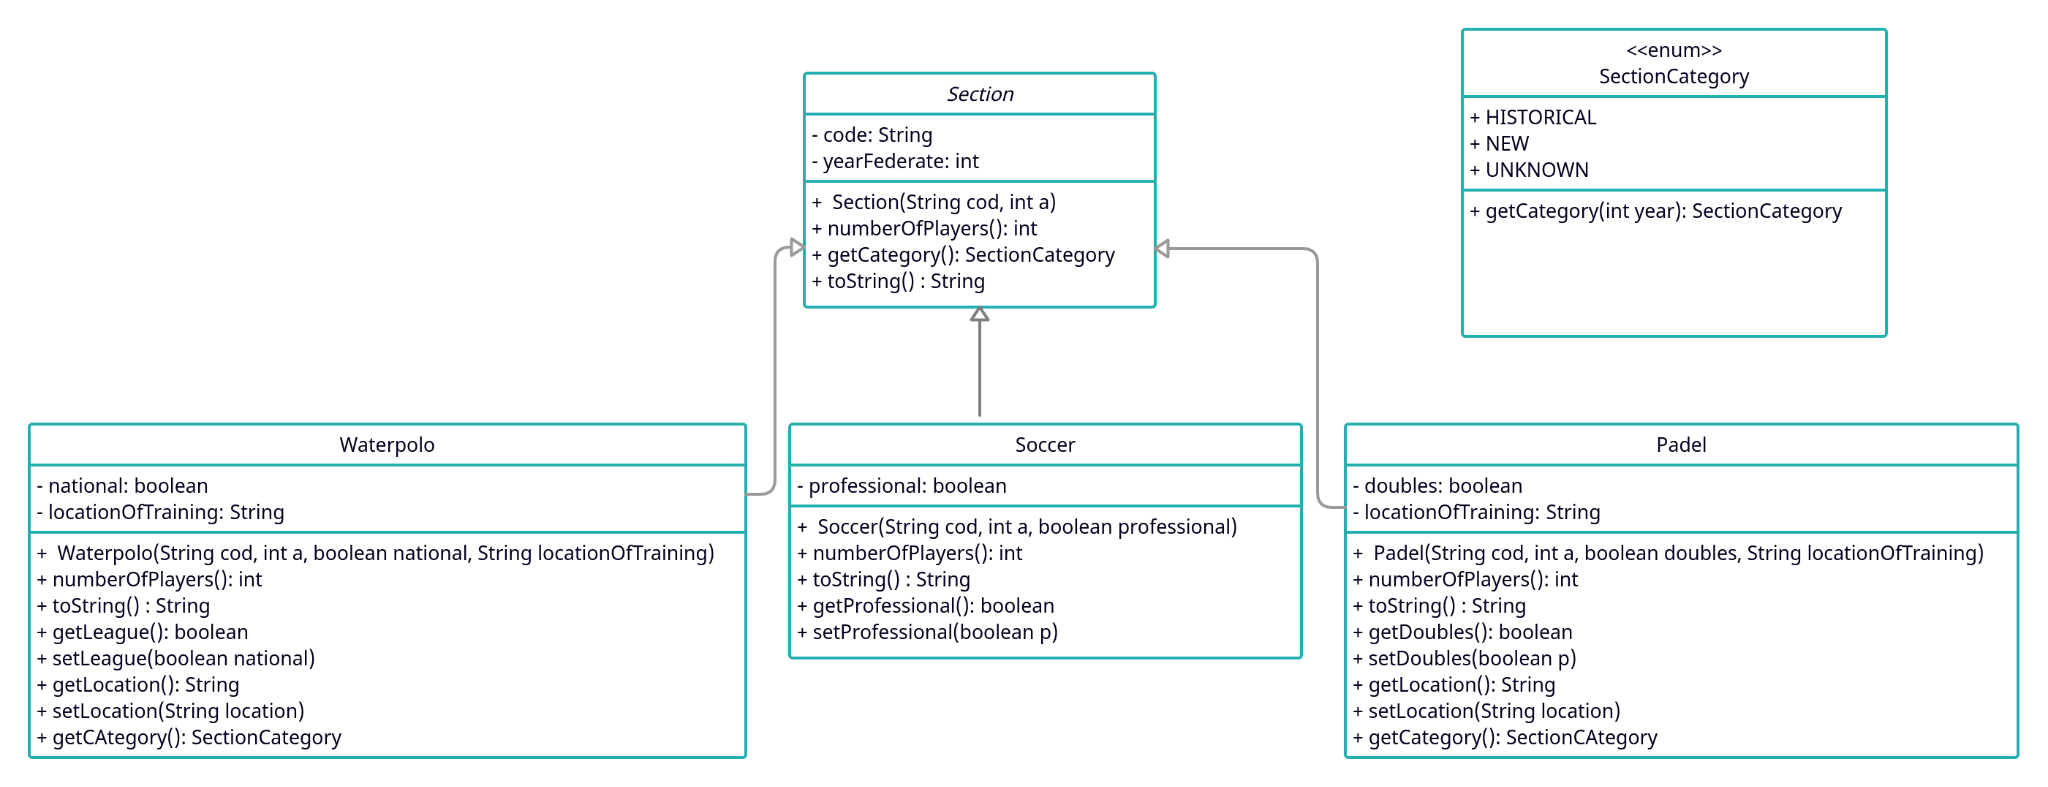 Section
- code: String
- yearFederate: int
+  Section(String cod, int a)
+ numberOfPlayers(): int
+ getCategory(): SectionCategory
+ toString() : String
<<enum>>
SectionCategory
+ HISTORICAL
+ NEW
+ UNKNOWN
+ getCategory(int year): SectionCategory
Waterpolo
- national: boolean
- locationOfTraining: String
+  Waterpolo(String cod, int a, boolean national, String locationOfTraining)
+ numberOfPlayers(): int
+ toString() : String
+ getLeague(): boolean
+ setLeague(boolean national)
+ getLocation(): String
+ setLocation(String location)
+ getCAtegory(): SectionCategory
Soccer
- professional: boolean
+  Soccer(String cod, int a, boolean professional)
+ numberOfPlayers(): int
+ toString() : String
+ getProfessional(): boolean
+ setProfessional(boolean p)
Padel
- doubles: boolean
- locationOfTraining: String
+  Padel(String cod, int a, boolean doubles, String locationOfTraining)
+ numberOfPlayers(): int
+ toString() : String
+ getDoubles(): boolean
+ setDoubles(boolean p)
+ getLocation(): String
+ setLocation(String location)
+ getCategory(): SectionCAtegory